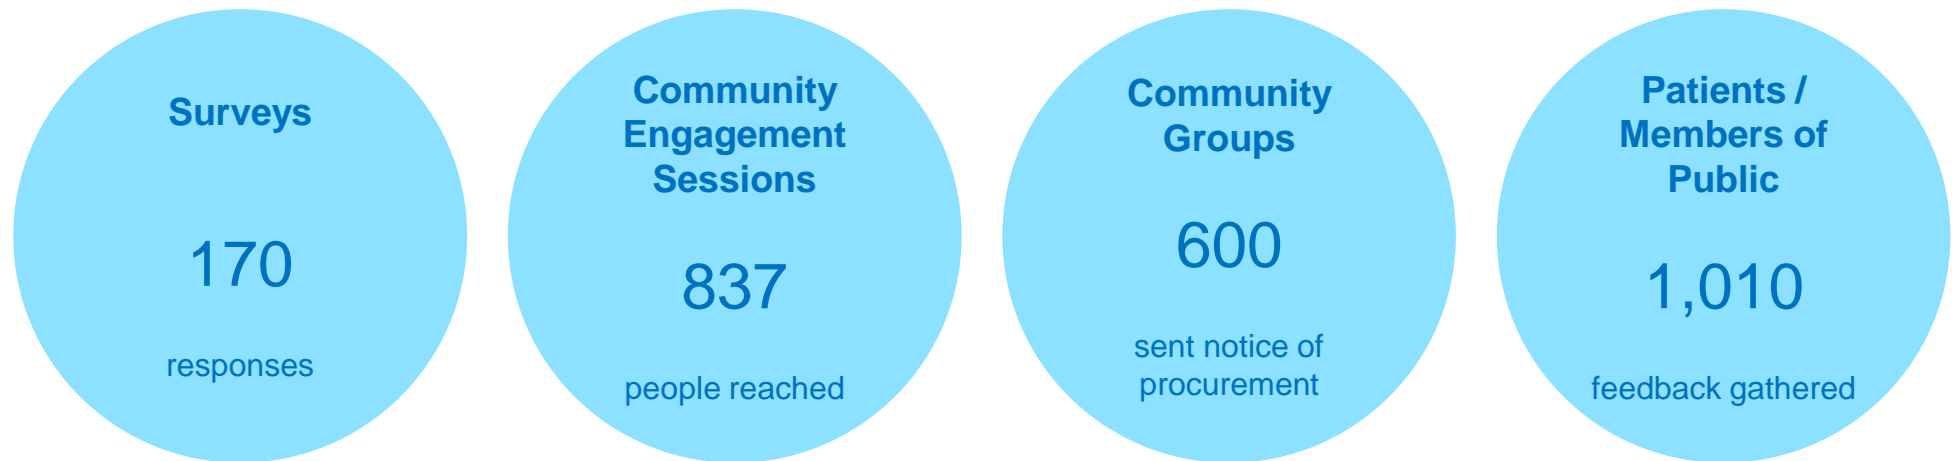 Surveys
170
responses
Community
Engagement
Sessions
837
people reached
Community
Groups
600
sent notice of
procurement
Patients /
Members of
Public
1,010
feedback gathered